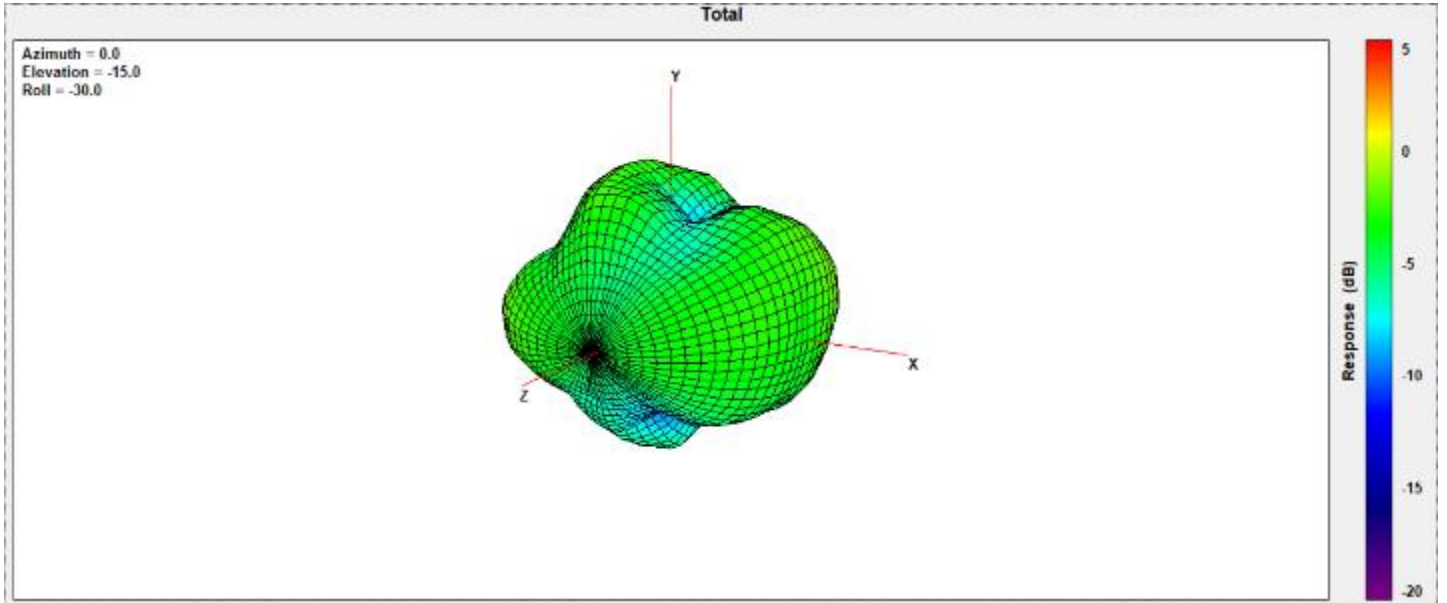 Total
Azimuth = 0.0
Elevation = -15.0
Roll = -30.0
Y
X
Z
Response (dB)
5
0
-5
-10
-15
-20